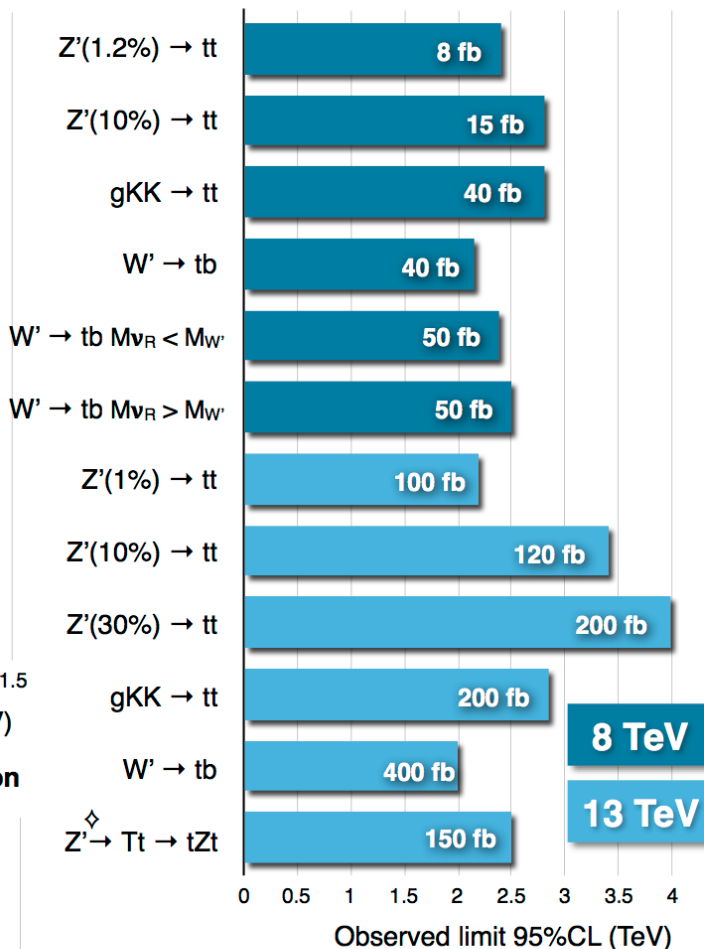 Z’(1.2%) → tt 8 fb
Z’(10%) → tt 15 fb
gKK → tt 40 fb
W’ → tb 40 fb
W’ → tb MνR < MW’ 50 fb
W’ → tb MνR > MW’ 50 fb
Z’(1%) → tt 100 fb
Z’(10%) → tt 120 fb
Z’(30%) → tt 200 fb
1.5
gKK → tt 200 fb
8 TeV
W’ → tb 400 fb
13 TeV
✧
Z’→ Tt → tZt 150 fb
0 0.5 1 1.5 2 2.5 3 3.5 4
Observed limit 95%CL (TeV)